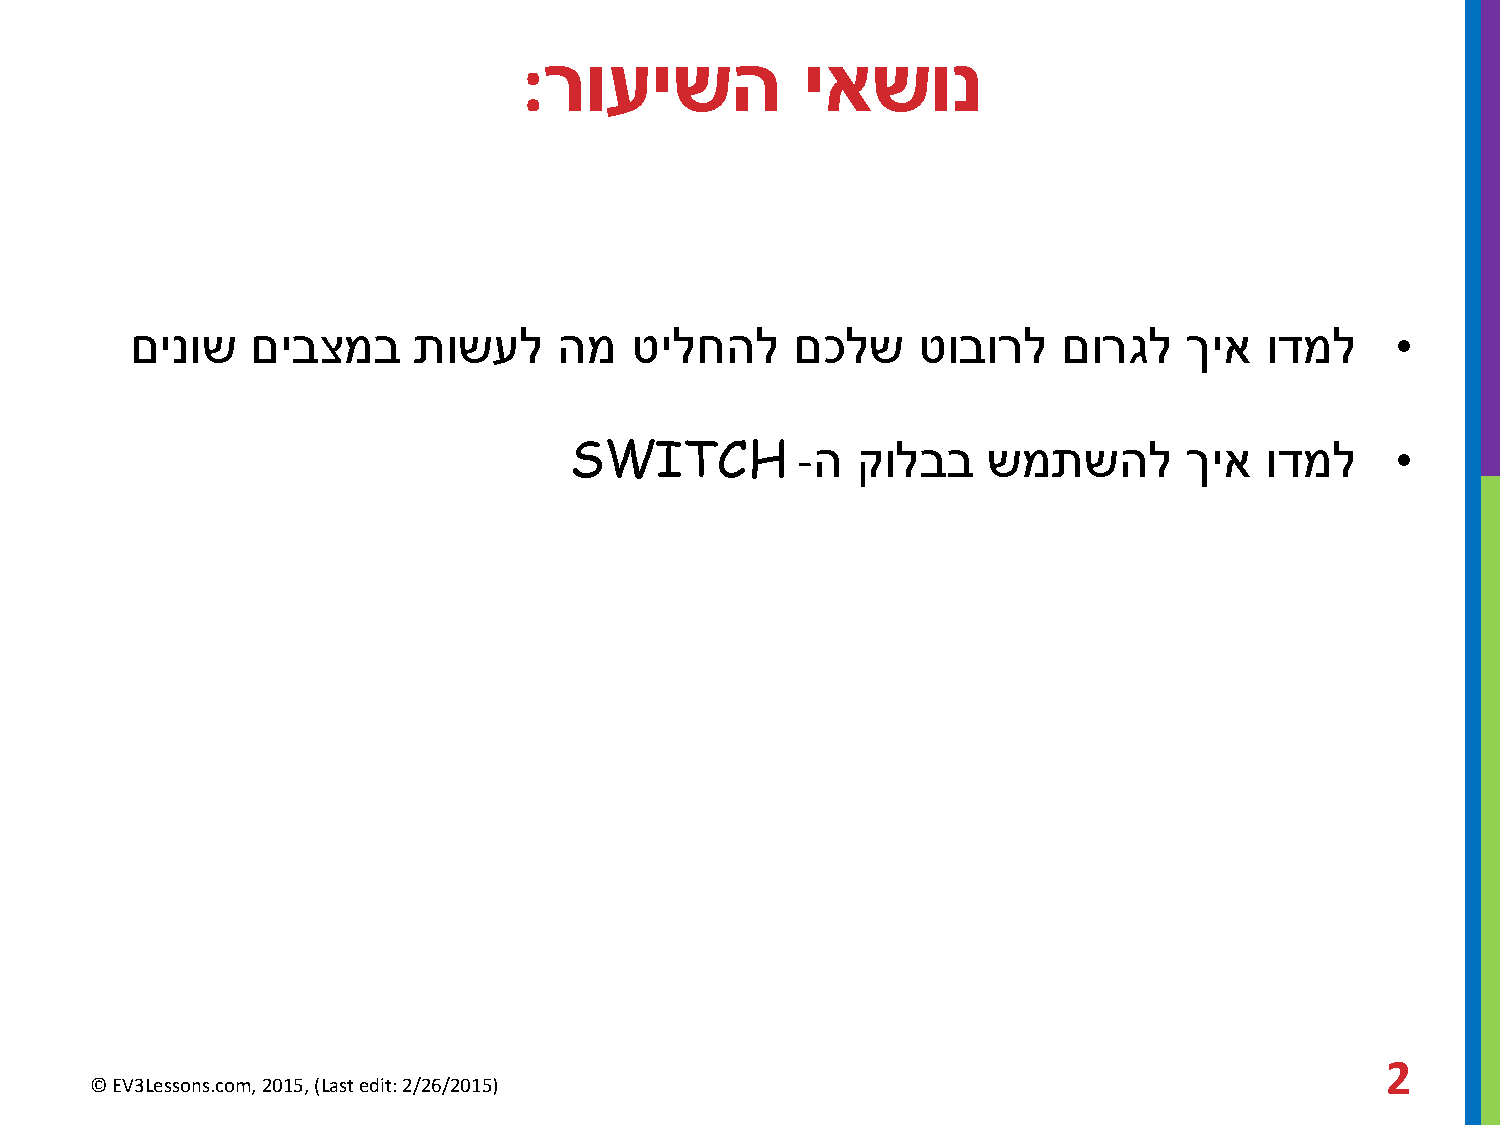 נושאי השיעור:
• למדו איך לגרום לרובוט שלכם להחליט מה לעשות במצבים שונים
• למדו איך להשתמש בבלוק ה- SWITCH
© EV3Lessons.com, 2015, (Last edit: 2/26/2015)
2